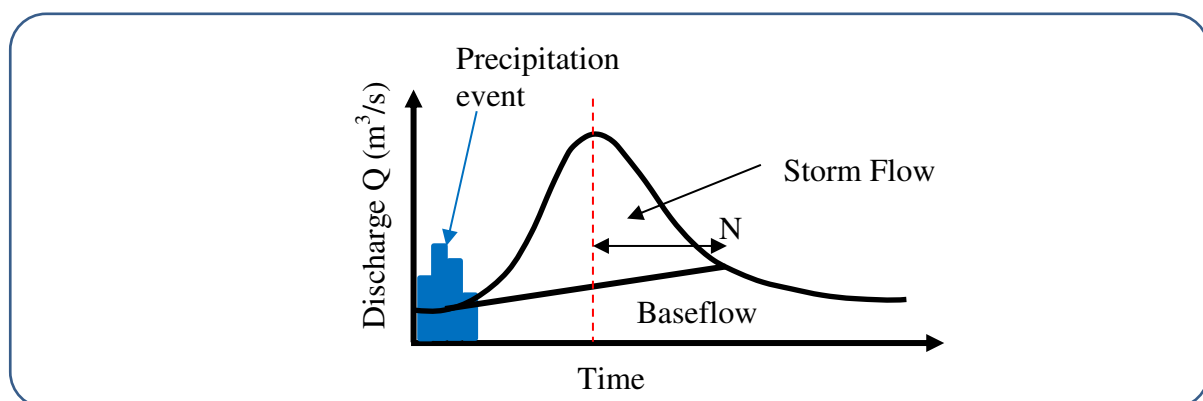 Precipitation
event
Discharge Q (m³/s)
Storm Flow
N
Baseflow
Time